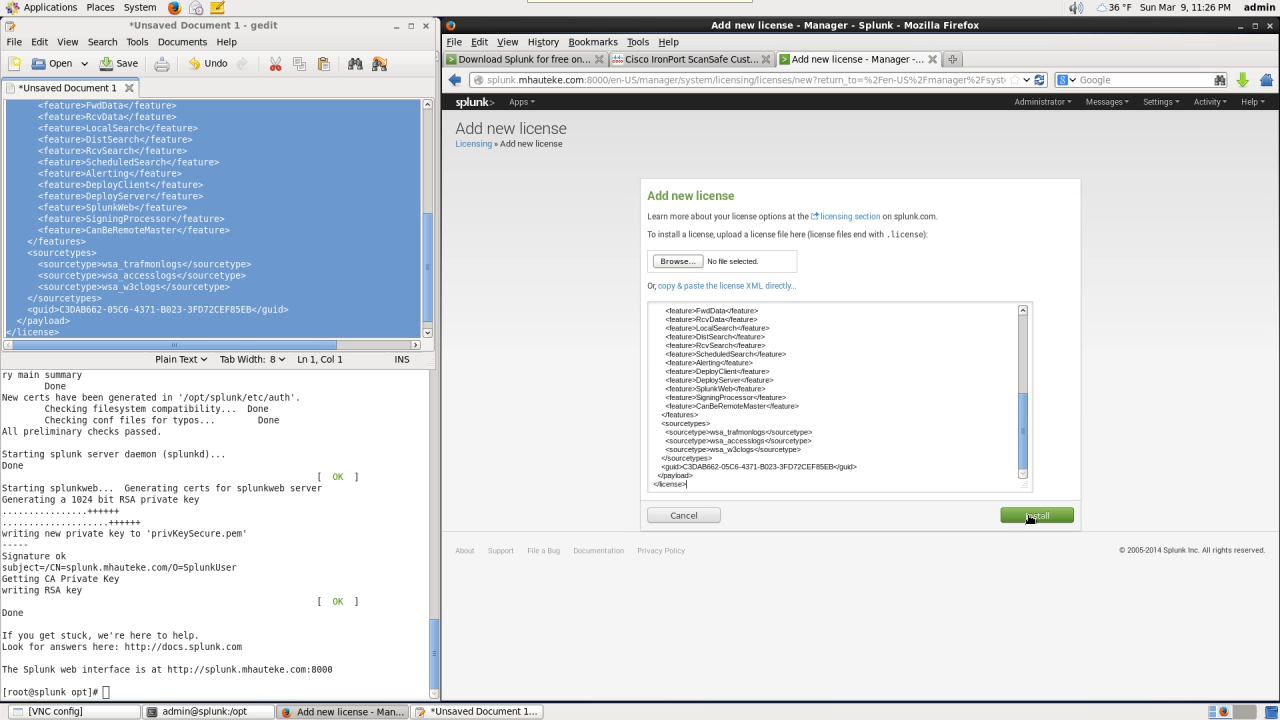 Applications Places System
36 °F Sun Mar 9, 11:26 PM admin
*Unsaved Document 1 - gedit
File Edit View Search Tools Documents Help
Open Save Undo
*Unsaved Document 1
<feature>FwdData</feature>
<feature>RcvData</feature>
<feature>LocalSearch</feature>
<feature>DistSearch</feature>
<feature>RcvSearch</feature>
<feature>ScheduledSearch</feature>
<feature>Alerting</feature>
<feature>DeployClient</feature>
<feature>DeployServer</feature>
<feature>SplunkWeb</feature>
<feature>SigningProcessor</feature>
<feature>CanBeRemoteMaster</feature>
</features>
<sourcetypes>
<sourcetype>wsa_trafmonlogs</sourcetype>
<sourcetype>wsa_accesslogs</sourcetype>
<sourcetype>wsa_w3clogs</sourcetype>
</sourcetypes>
<guid>C3DAB662-05C6-4371-B023-3FD72CEF85EB</guid>
</payload>
</license>
Plain Text Tab Width: 8 Ln 1, Col 1 INS
ry main summary
Done
New certs have been generated in '/opt/splunk/etc/auth'.
Checking filesystem compatibility... Done
Checking conf files for typos... Done
All preliminary checks passed.
Starting splunk server daemon (splunkd)...
Done
[ OK ]
Starting splunkweb... Generating certs for splunkweb server
Generating a 1024 bit RSA private key
................++++++
....................++++++
writing new private key to 'privKeySecure.pem'
-----
Signature ok
subject=/CN=splunk.mhauteke.com/O=SplunkUser
Getting CA Private Key
writing RSA key
[ OK ]
Done
If you get stuck, we're here to help.
Look for answers here: http://docs.splunk.com
The Splunk web interface is at http://splunk.mhauteke.com:8000
[root@splunk opt]#
Add new license - Manager - Splunk - Mozilla Firefox
File Edit View History Bookmarks Tools Help
Download Splunk for free on...
Cisco IronPort ScanSafe Cust...
Add new license - Manager -...
splunk.mhauteke.com:8000/en-US/manager/system/licensing/licenses/new?return_to=%2Fen-US%2Fmanager%2Fsyst
Google
splunk> Apps Administrator Messages Settings Activity Help
Add new license
Licensing » Add new license
Add new license
Learn more about your license options at the licensing section on splunk.com.
To install a license, upload a license file here (license files end with .license):
Browse... No file selected.
Or, copy & paste the license XML directly...
<feature>FwdData</feature>
<feature>RcvData</feature>
<feature>LocalSearch</feature>
<feature>DistSearch</feature>
<feature>RcvSearch</feature>
<feature>ScheduledSearch</feature>
<feature>Alerting</feature>
<feature>DeployClient</feature>
<feature>DeployServer</feature>
<feature>SplunkWeb</feature>
<feature>SigningProcessor</feature>
<feature>CanBeRemoteMaster</feature>
</features>
<sourcetypes>
<sourcetype>wsa_trafmonlogs</sourcetype>
<sourcetype>wsa_accesslogs</sourcetype>
<sourcetype>wsa_w3clogs</sourcetype>
</sourcetypes>
<guid>C3DAB662-05C6-4371-B023-3FD72CEF85EB</guid>
</payload>
</license>
Cancel Install
About Support File a Bug Documentation Privacy Policy © 2005-2014 Splunk Inc. All rights reserved.
[VNC config] admin@splunk:/opt Add new license - Man... *Unsaved Document 1...